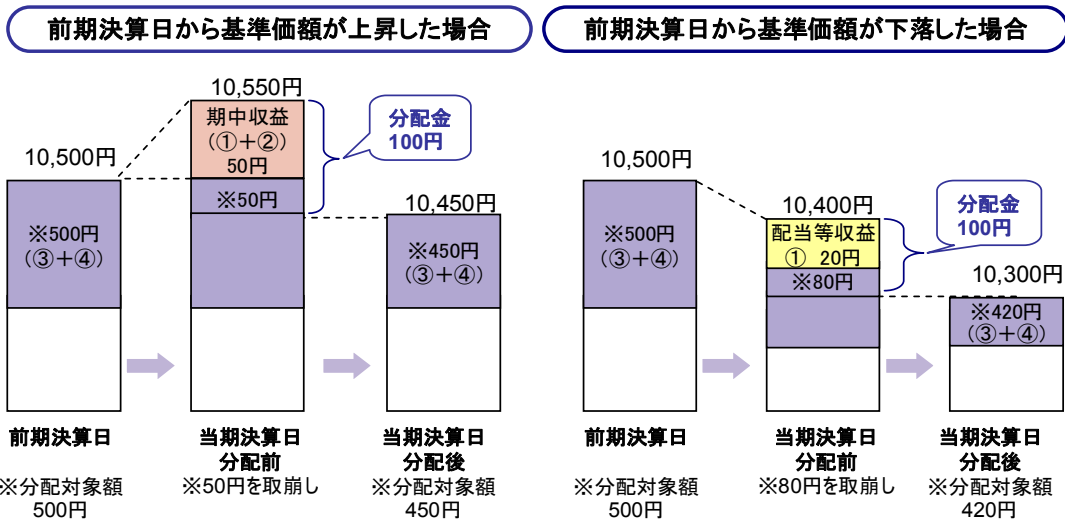 前期決算日から基準価額が上昇した場合
10,550円
期中収益
(①+②)
50円
分配金
100円
10,500円
※50円
10,450円
※500円
(③+④)
※450円
(③+④)
前期決算日
当期決算日
分配前
当期決算日
分配後
※分配対象額
500円
※50円を取崩し
※分配対象額
450円
前期決算日から基準価額が下落した場合
10,500円
10,400円
分配金
100円
※500円
(③+④)
配当等収益
① 20円
※80円
10,300円
※420円
(③+④)
前期決算日
当期決算日
分配前
当期決算日
分配後
※分配対象額
500円
※80円を取崩し
※分配対象額
420円